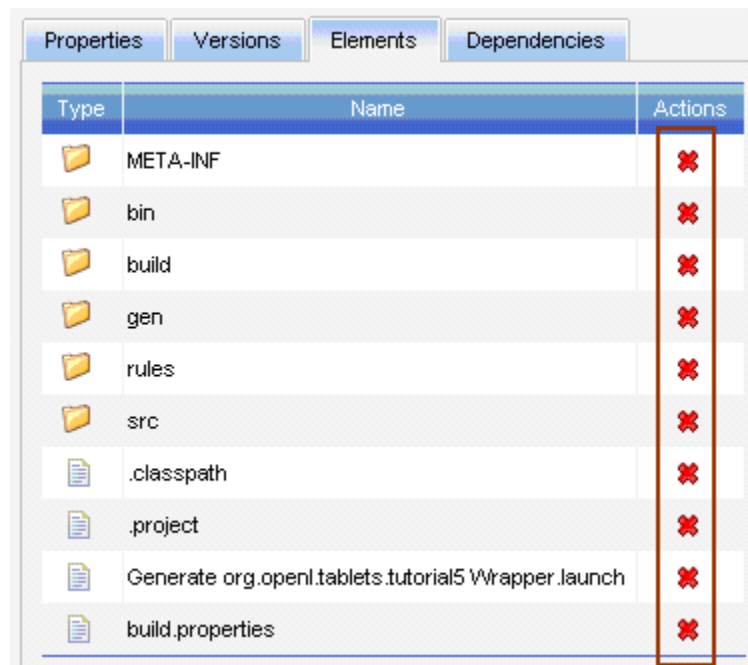 Properties Versions Elements Dependencies
Type Name Actions
META-INF
bin
build
gen
rules
src
.classpath
.project
Generate org.openl.tablets.tutorial5 Wrapper.launch
build.properties